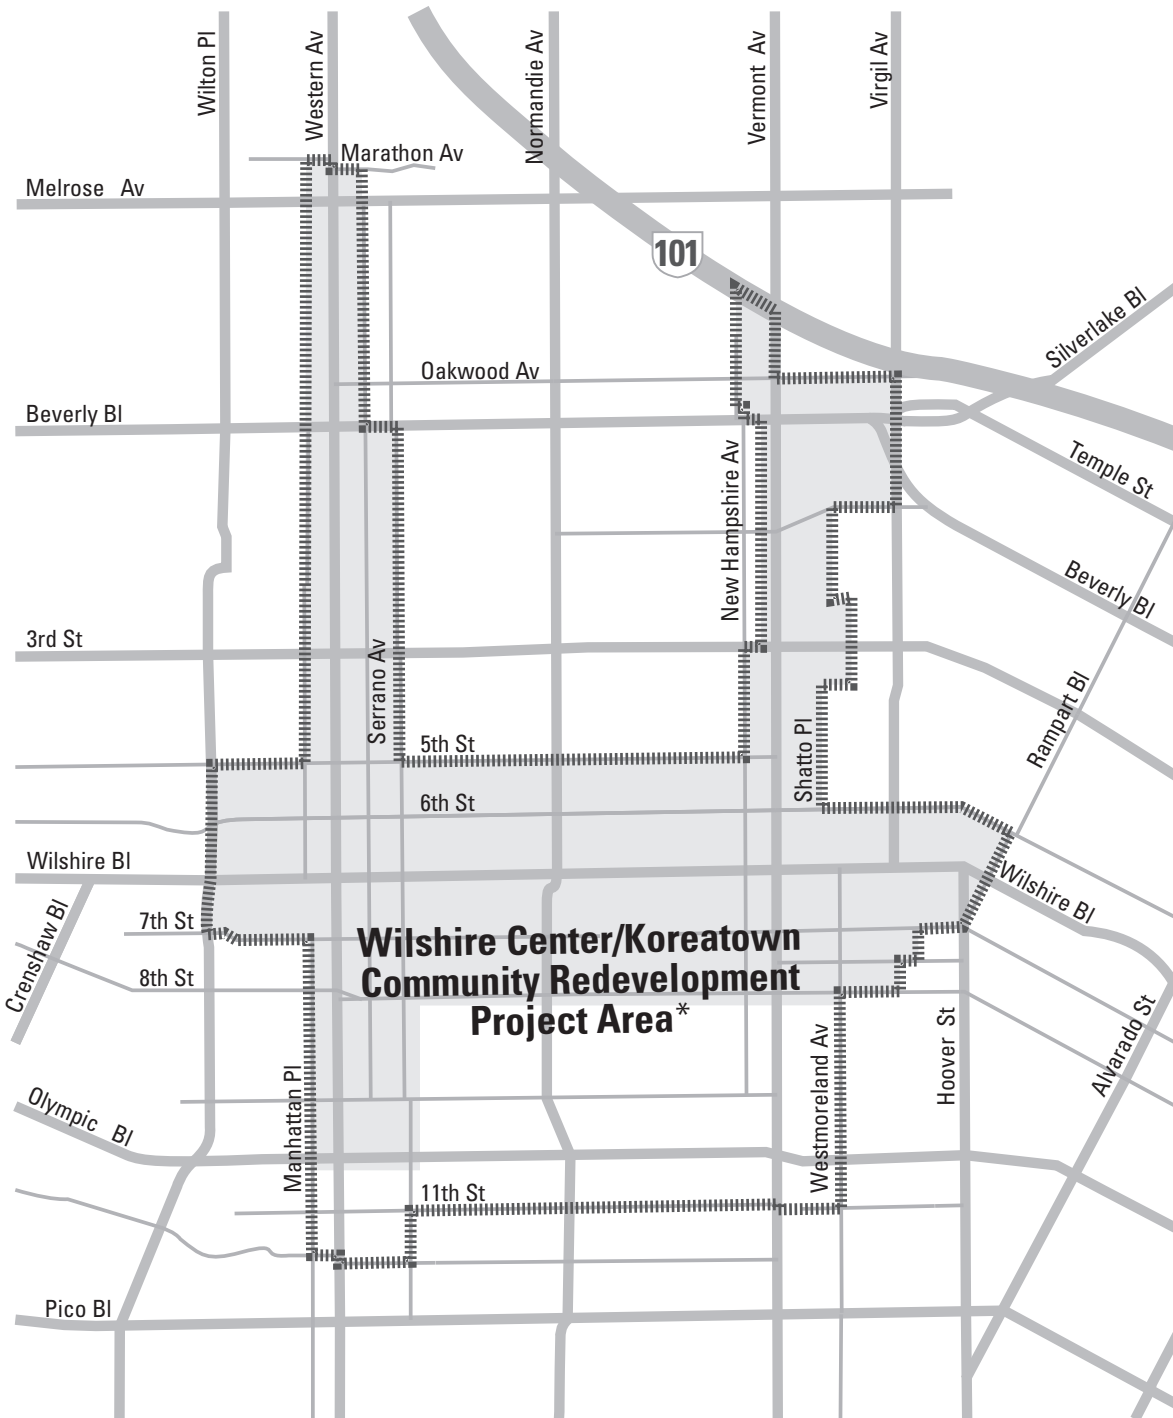 Wilton Pl
Western Av
Normandie Av
Vermont Av
Virgil Av
Marathon Av
Melrose Av
101
Silverlake Bl
Oakwood Av
Beverly Bl
Temple St
New Hampshire Av
Beverly Bl
3rd St
Serrano Av
Rampart Bl
5th St
Shatto Pl
6th St
Wilshire Bl
Wilshire Bl
Crenshaw Bl
7th St
Wilshire Center/Koreatown
Community Redevelopment
Project Area*
8th St
Alvarado St
Hoover St
Westmoreland Av
Manhattan Pl
Olympic Bl
11th St
Pico Bl